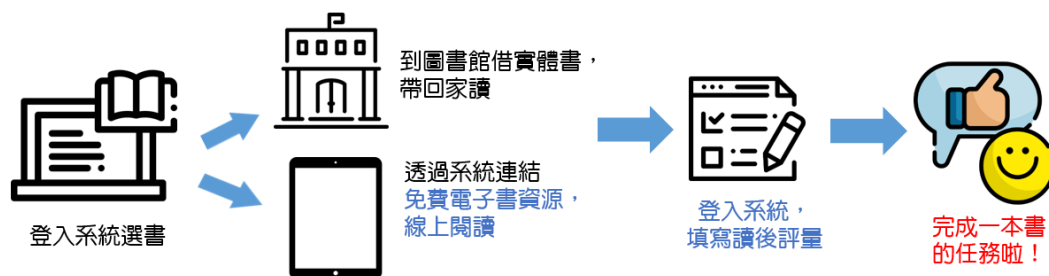 登入系統選書
到圖書館借實體書，
帶回家讀
透過系統連結
免費電子書資源，
線上閱讀
登入系統，
填寫讀後評量
完成一本書
的任務啦！